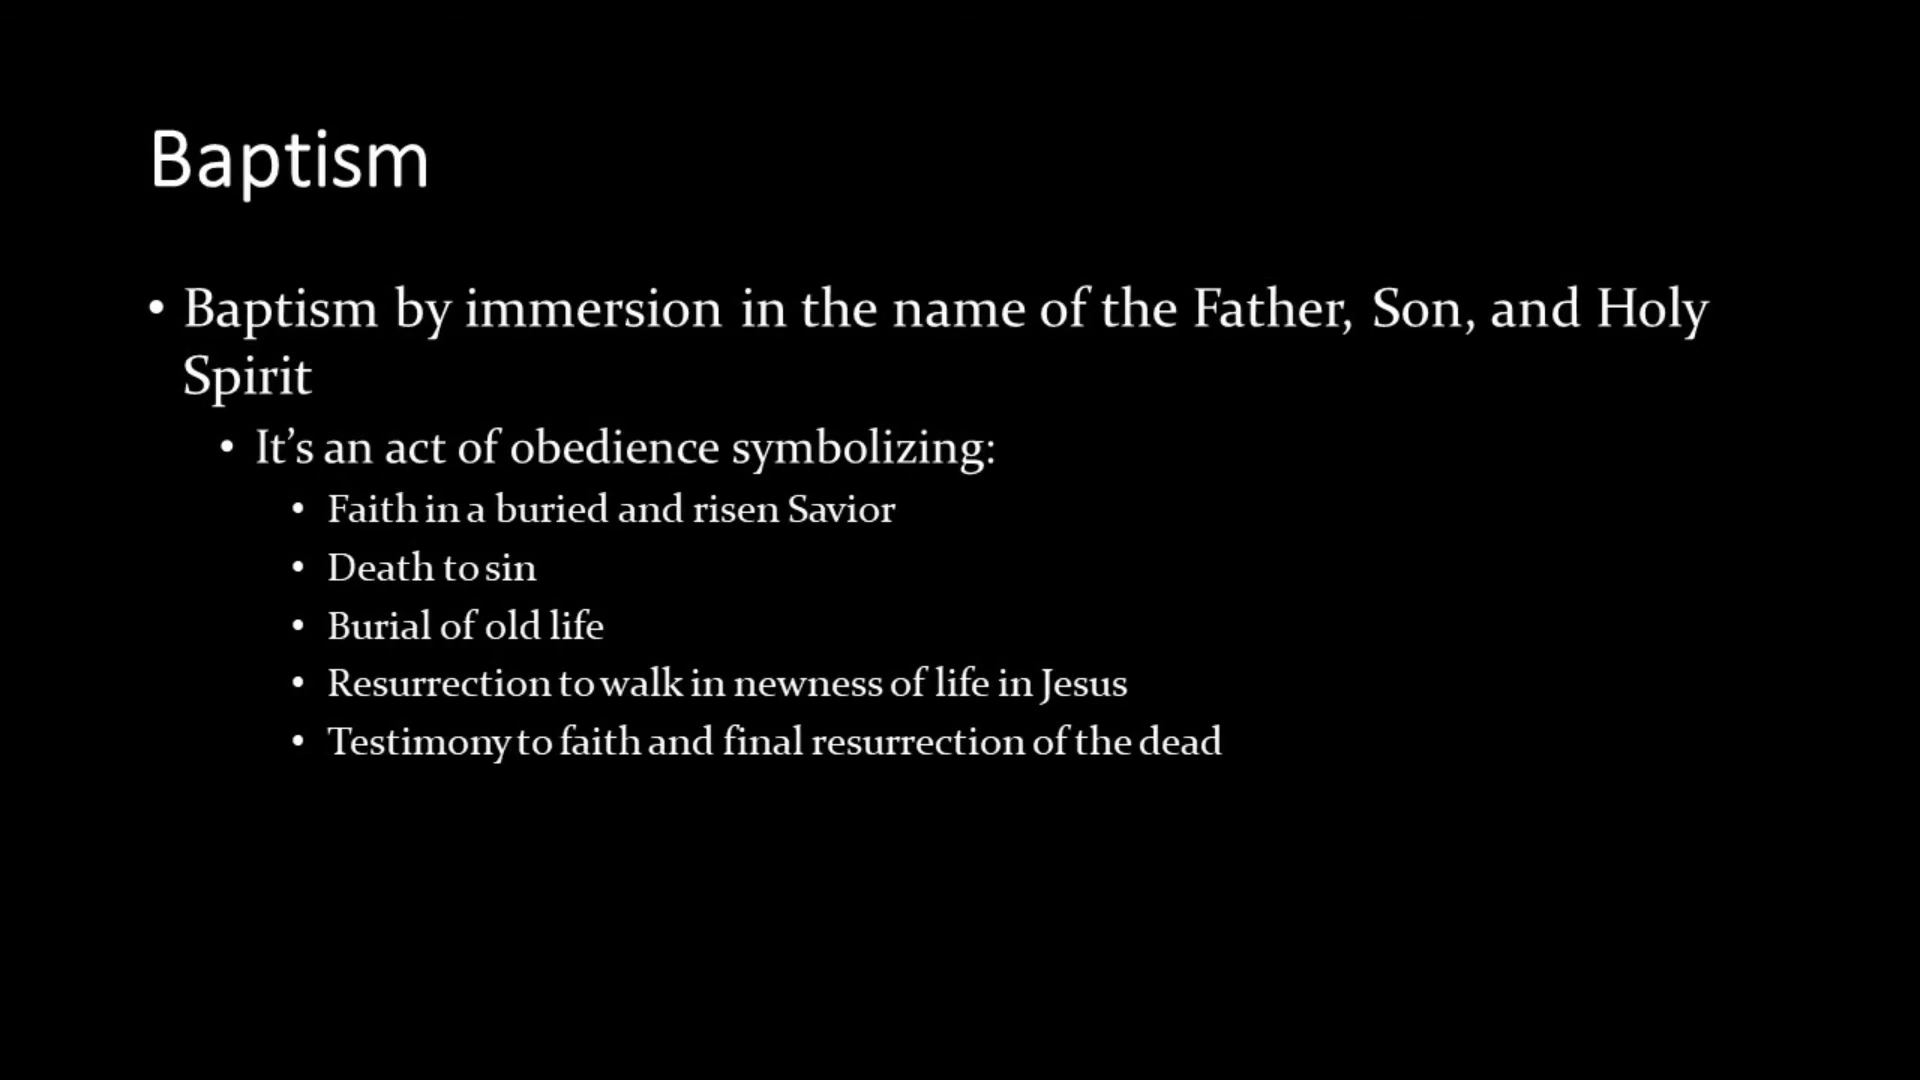 Baptism
• Baptism by immersion in the name of the Father, Son, and Holy
Spirit
• It’s an act of obedience symbolizing:
• Faith in a buried and risen Savior
• Death to sin
• Burial of old life
• Resurrection to walk in newness of life in Jesus
• Testimony to faith and final resurrection of the dead